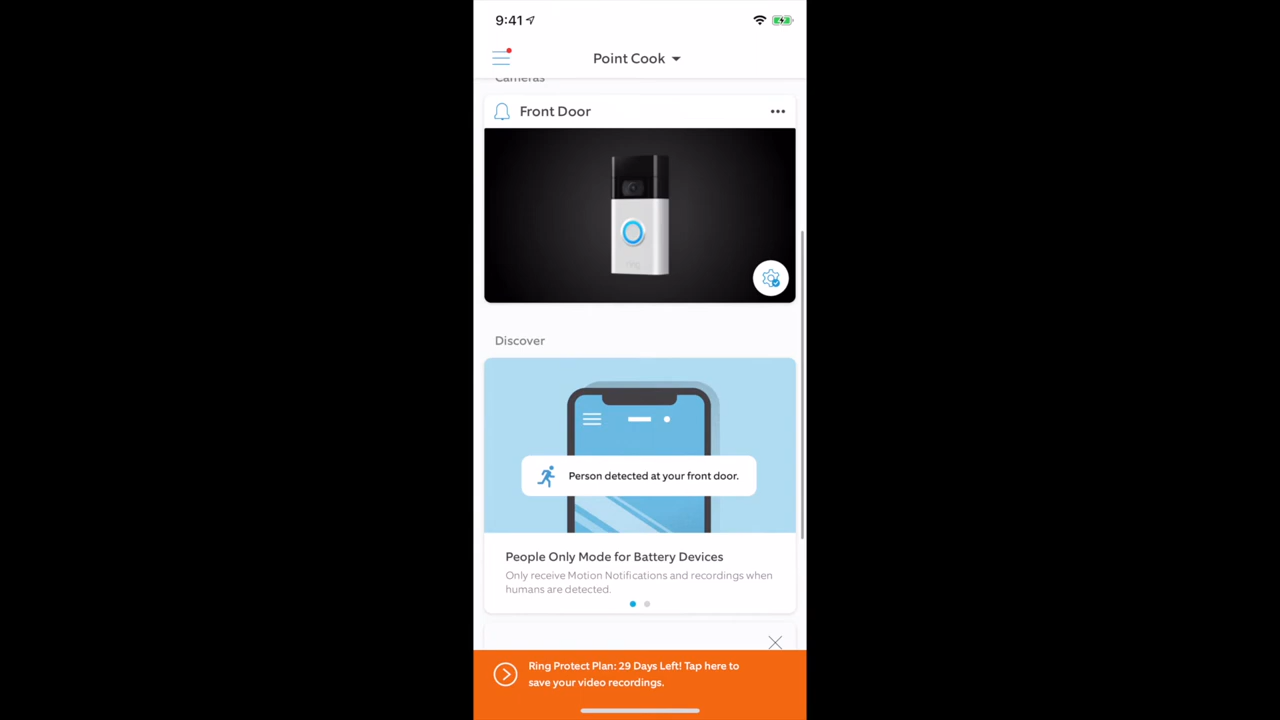 9:41
Point Cook
Cameras
Front Door
ring
Discover
Person detected at your front door.
People Only Mode for Battery Devices
Only receive Motion Notifications and recordings when
humans are detected.
Ring Protect Plan: 29 Days Left! Tap here to
save your video recordings.